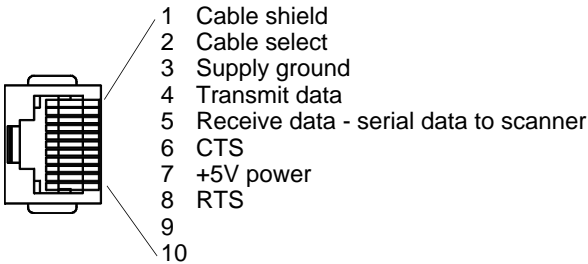 1 Cable shield
2 Cable select
3 Supply ground
4 Transmit data
5 Receive data - serial data to scanner
6 CTS
7 +5V power
8 RTS
9
10